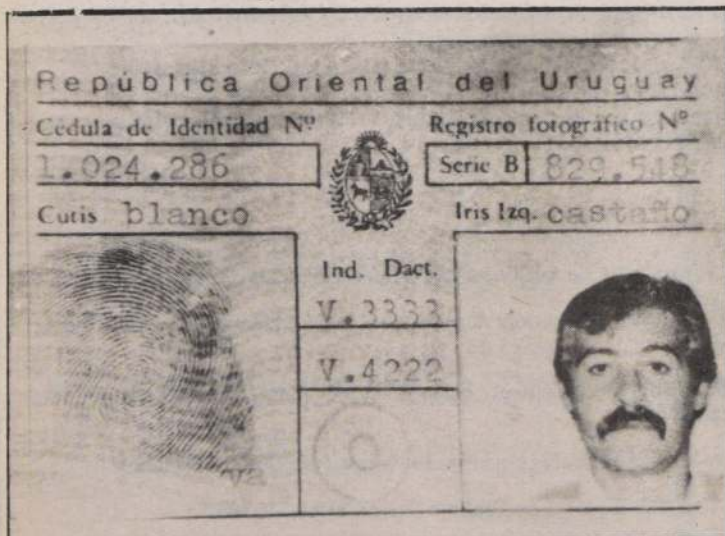 República Oriental del Uruguay
Cédula de Identidad Nº
Registro fotográfico Nº
1.024.286
Serie B 829.548
Cutis blanco
Iris Izq. castaño
Ind. Dact.
V.3333
V.4222
va